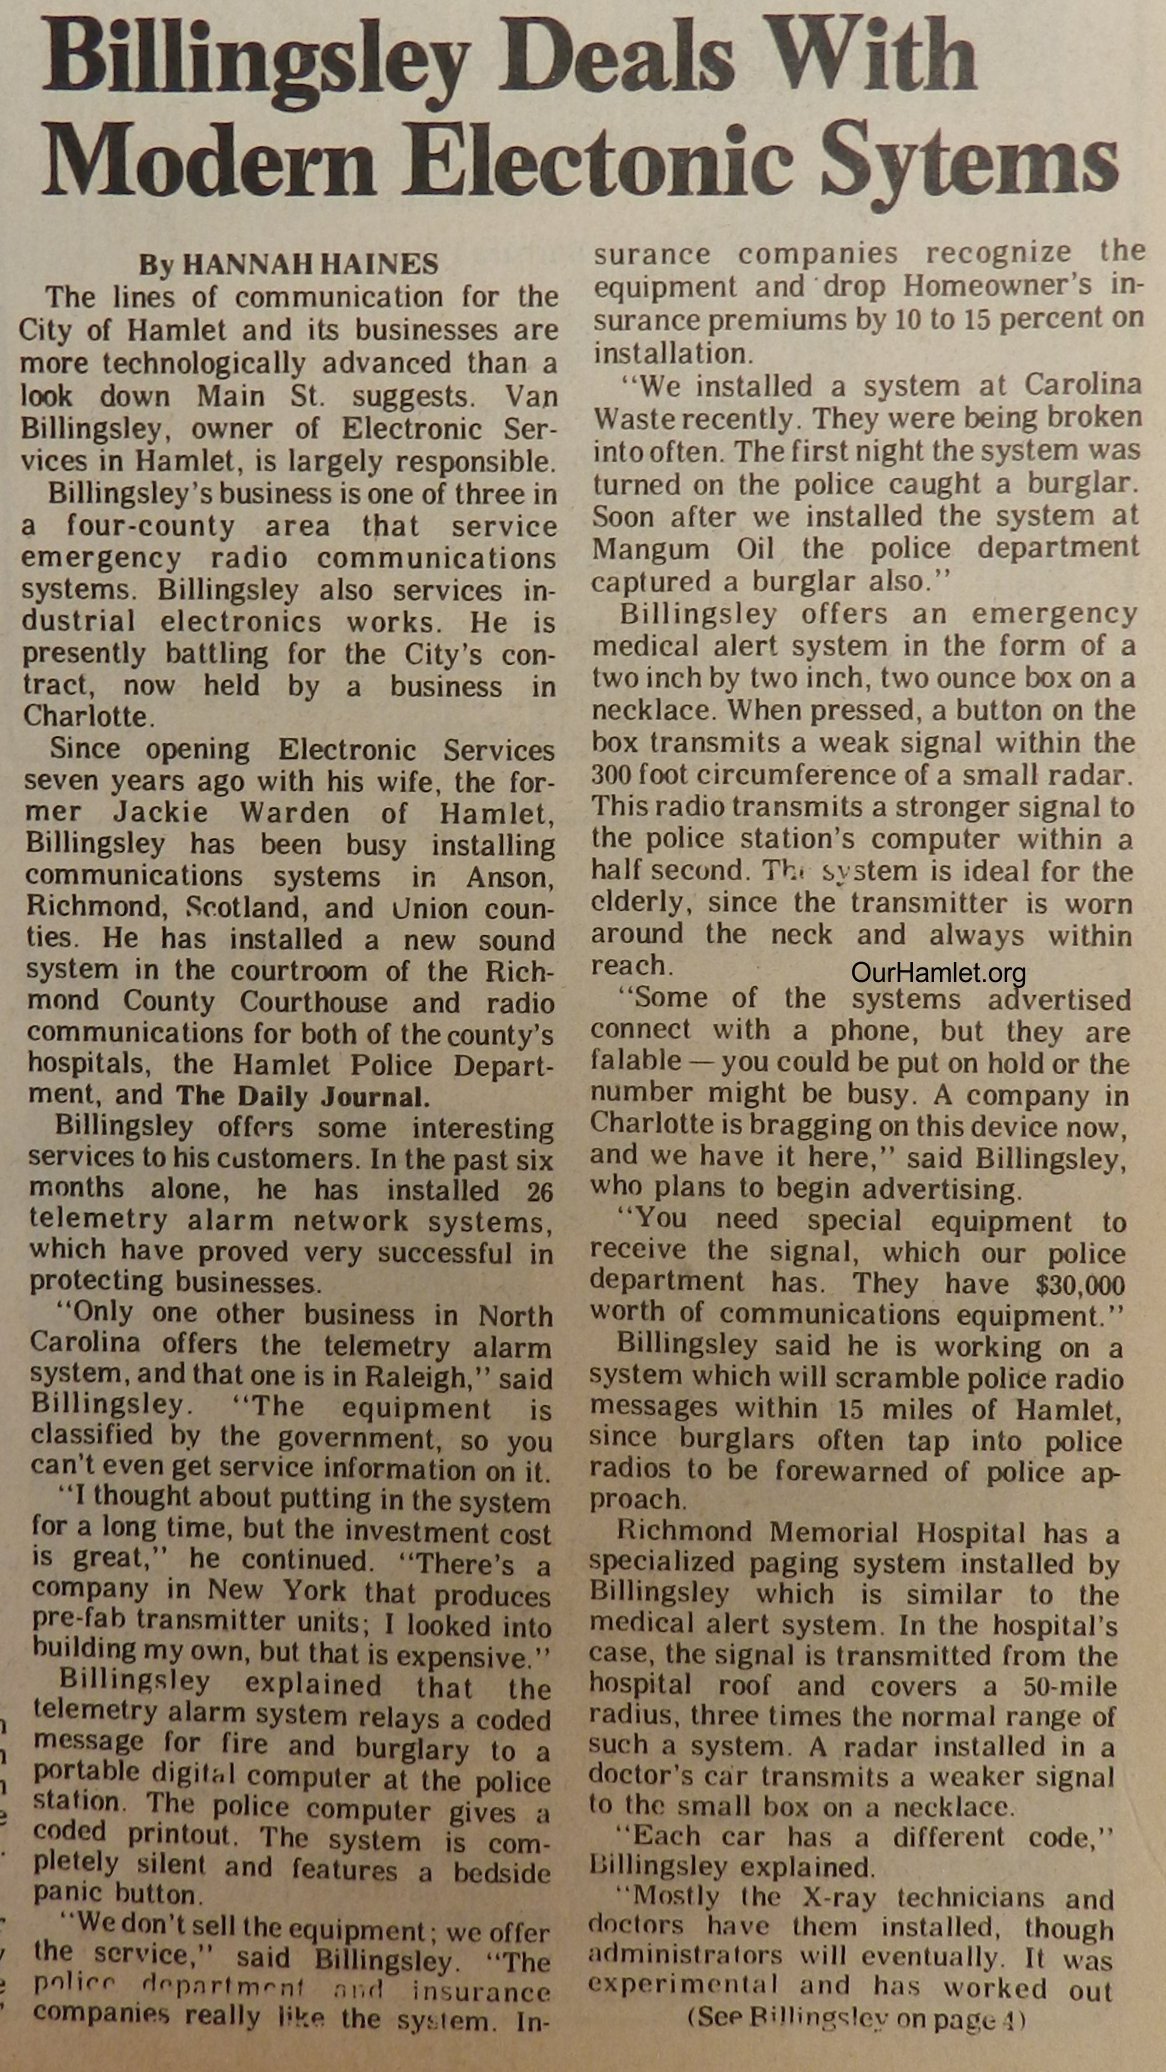 Billingsley Deals With
Modern Electonic Sytems
By HANNAH HAINES
The lines of communication for the
City of Hamlet and its businesses are
more technologically advanced than a
look down Main St. suggests. Van
Billingsley, owner of Electronic Ser-
vices in Hamlet, is largely responsible.
Billingsley's business is one of three in
a four-county area that service
emergency radio communications
systems. Billingsley also services in-
dustrial electronics works. He is
presently battling for the City's con-
tract, now held by a business in
Charlotte.
Since opening Electronic Services
seven years ago with his wife, the for-
mer Jackie Warden of Hamlet,
Billingsley has been busy installing
communications systems in Anson,
Richmond, Scotland, and Union coun-
ties. He has installed a new sound
system in the courtroom of the Rich-
mond County Courthouse and radio
communications for both of the county's
hospitals, the Hamlet Police Depart-
ment, and The Daily Journal.
Billingsley offers some interesting
services to his customers. In the past six
months alone, he has installed 26
telemetry alarm network systems,
which have proved very successful in
protecting businesses.
"Only one other business in North
Carolina offers the telemetry alarm
system, and that one is in Raleigh," said
Billingsley. "The equipment is
classified by the government, so you
can't even get service information on it.
"I thought about putting in the system
for a long time, but the investment cost
is great," he continued. "There's a
company in New York that produces
pre-fab transmitter units; I looked into
building my own, but that is expensive."
Billingsley explained that the
telemetry alarm system relays a coded
message for fire and burglary to a
portable digital computer at the police
station. The police computer gives a
coded printout. The system is com-
pletely silent and features a bedside
panic button.
"We don't sell the equipment; we offer
the service," said Billingsley. "The
police department and insurance
companies really like the system. In-
surance companies recognize the
equipment and drop Homeowner's in-
surance premiums by 10 to 15 percent on
installation.
"We installed a system at Carolina
Waste recently. They were being broken
into often. The first night the system was
turned on the police caught a burglar.
Soon after we installed the system at
Mangum Oil the police department
captured a burglar also."
Billingsley offers an emergency
medical alert system in the form of a
two inch by two inch, two ounce box on a
necklace. When pressed, a button on the
box transmits a weak signal within the
300 foot circumference of a small radar.
This radio transmits a stronger signal to
the police station's computer within a
half second. The system is ideal for the
elderly, since the transmitter is worn
around the neck and always within
reach.
OurHamlet.org
"Some of the systems advertised
connect with a phone, but they are
falable — you could be put on hold or the
number might be busy. A company in
Charlotte is bragging on this device now,
and we have it here," said Billingsley,
who plans to begin advertising.
"You need special equipment to
receive the signal, which our police
department has. They have $30,000
worth of communications equipment."
Billingsley said he is working on a
system which will scramble police radio
messages within 15 miles of Hamlet,
since burglars often tap into police
radios to be forewarned of police ap-
proach.
Richmond Memorial Hospital has a
specialized paging system installed by
Billingsley which is similar to the
medical alert system. In the hospital's
case, the signal is transmitted from the
hospital roof and covers a 50-mile
radius, three times the normal range of
such a system. A radar installed in a
doctor's car transmits a weaker signal
to the small box on a necklace.
"Each car has a different code,"
Billingsley explained.
"Mostly the X-ray technicians and
doctors have them installed, though
administrators will eventually. It was
experimental and has worked out
(See Billingsley on page 4)